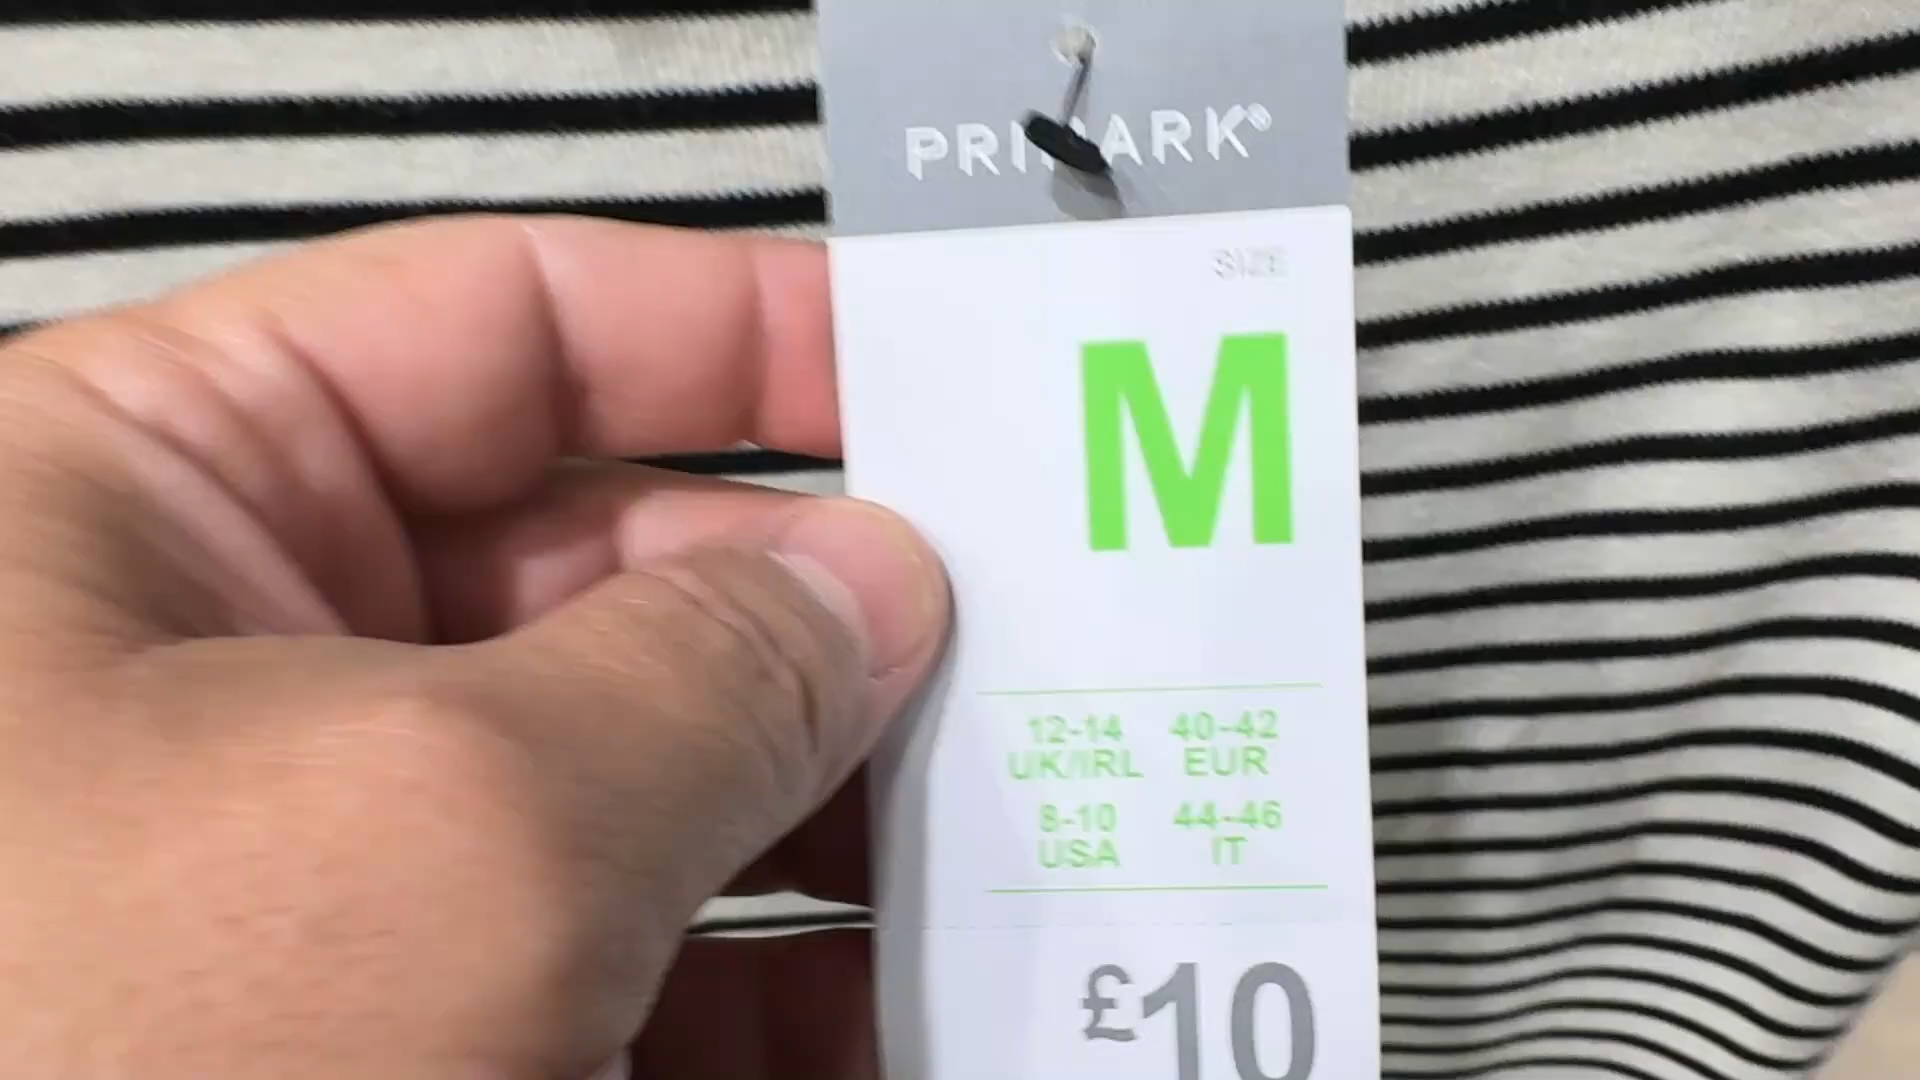 PRIMARK®
SIZE
M
12-14 40-42
UK/IRL EUR
8-10 44-46
USA IT
£10